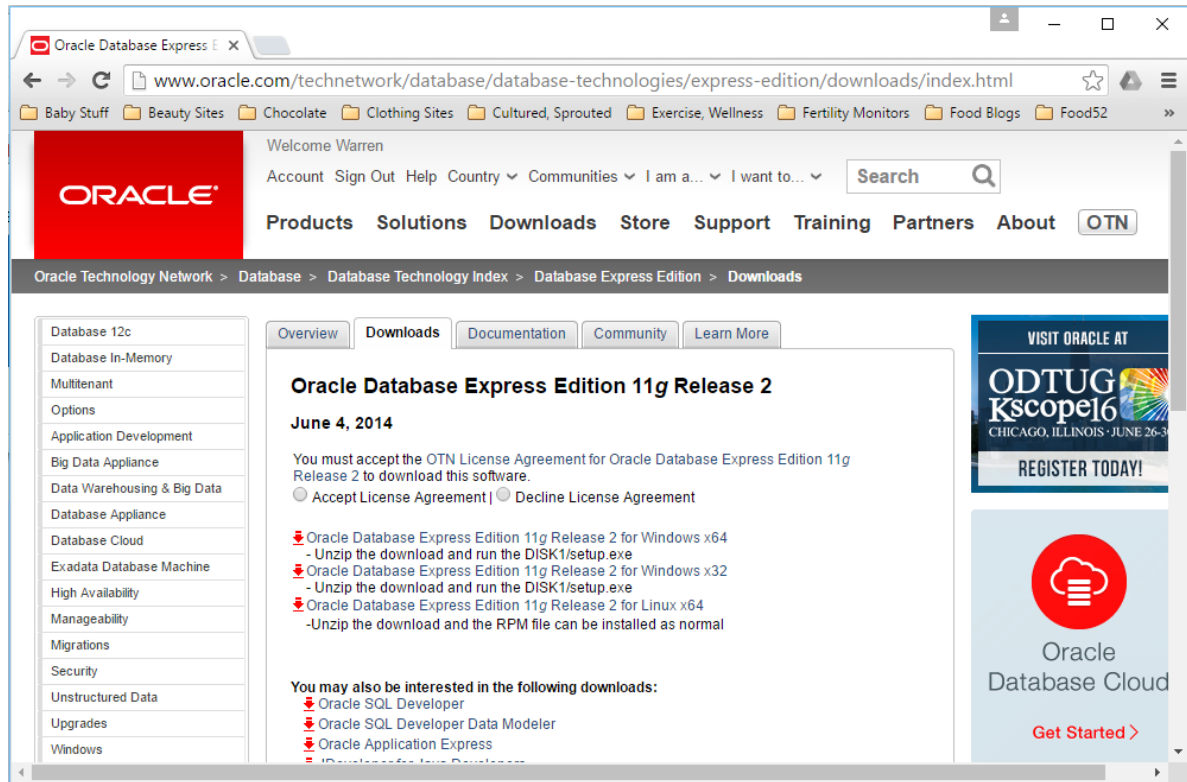 Oracle Database Express E
www.oracle.com/technetwork/database/database-technologies/express-edition/downloads/index.html
Baby Stuff Beauty Sites Chocolate Clothing Sites Cultured, Sprouted Exercise, Wellness Fertility Monitors Food Blogs Food52 »
Welcome Warren
Account Sign Out Help Country Communities I am a... I want to... Search
ORACLE®
Products Solutions Downloads Store Support Training Partners About OTN
Oracle Technology Network > Database > Database Technology Index > Database Express Edition > Downloads
Database 12c
Database In-Memory
Multitenant
Options
Application Development
Big Data Appliance
Data Warehousing & Big Data
Database Appliance
Database Cloud
Exadata Database Machine
High Availability
Manageability
Migrations
Security
Unstructured Data
Upgrades
Windows
Overview Downloads Documentation Community Learn More
Oracle Database Express Edition 11g Release 2
June 4, 2014
You must accept the OTN License Agreement for Oracle Database Express Edition 11g
Release 2 to download this software.
Accept License Agreement | Decline License Agreement
Oracle Database Express Edition 11g Release 2 for Windows x64
- Unzip the download and run the DISK1/setup.exe
Oracle Database Express Edition 11g Release 2 for Windows x32
- Unzip the download and run the DISK1/setup.exe
Oracle Database Express Edition 11g Release 2 for Linux x64
-Unzip the download and the RPM file can be installed as normal
You may also be interested in the following downloads:
Oracle SQL Developer
Oracle SQL Developer Data Modeler
Oracle Application Express
VISIT ORACLE AT
ODTUG
Kscope16
CHICAGO, ILLINOIS · JUNE 26-3
REGISTER TODAY!
Oracle
Database Cloud
Get Started >